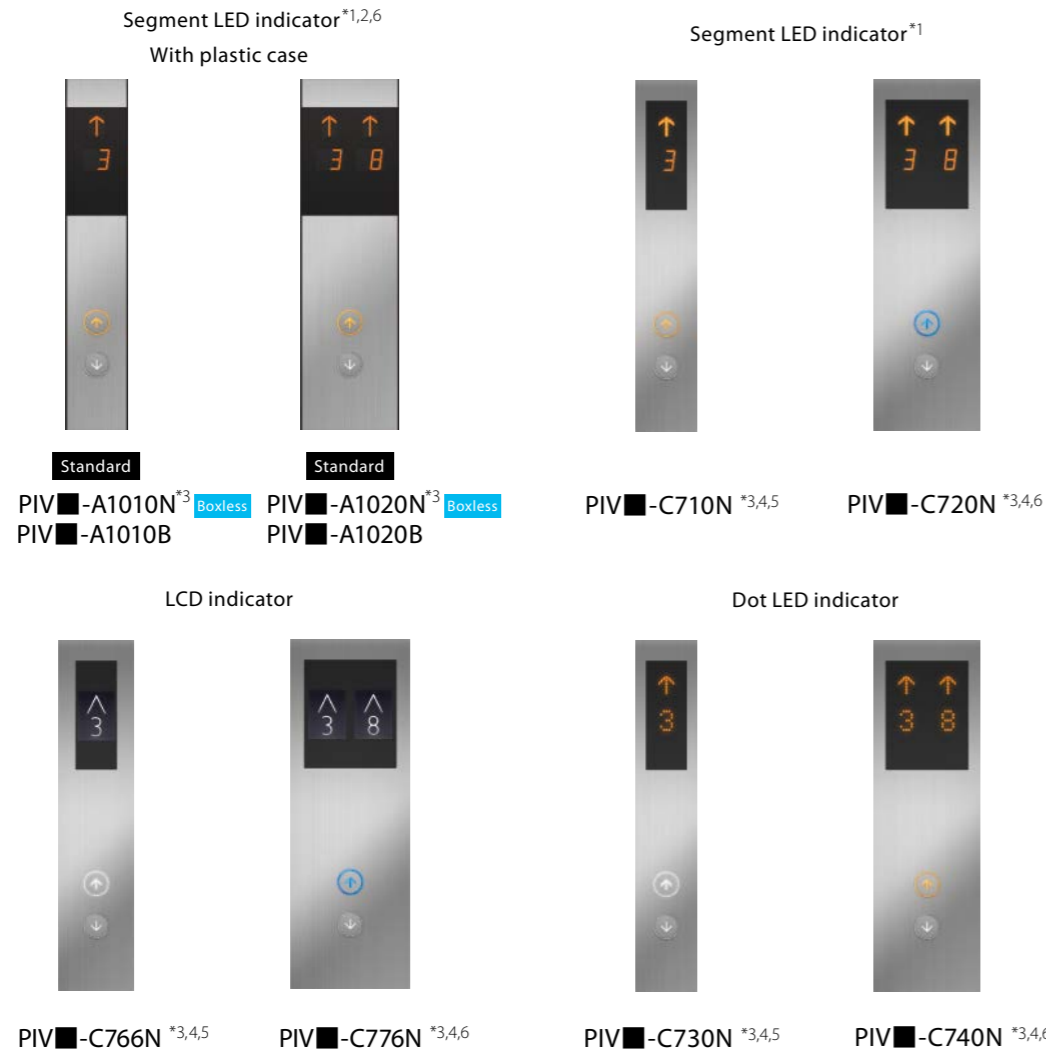 Segment LED indicator*1,2,6
With plastic case
Segment LED indicator*1
↑
3
↑ ↑
3 8
↑
3
↑ ↑
3 8
Standard
Standard
PIV■-A1010N*3 Boxless
PIV■-A1010B
PIV■-A1020N*3 Boxless
PIV■-A1020B
PIV■-C710N *3,4,5
PIV■-C720N *3,4,6
LCD indicator
Dot LED indicator
3
3 8
↑
3
↑ ↑
3 8
PIV■-C766N *3,4,5
PIV■-C776N *3,4,6
PIV■-C730N *3,4,5
PIV■-C740N *3,4,6